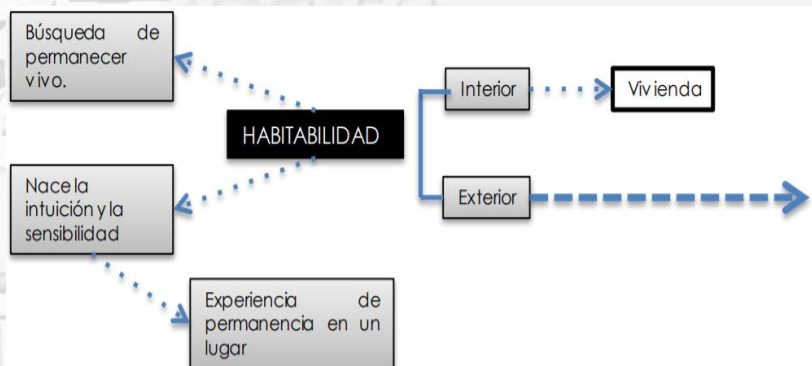 Búsqueda de
permanecer
vivo.
HABITABILIDAD
Interior
Vivienda
Nace la
intuición y la
sensibilidad
Exterior
Experiencia de
permanencia en un
lugar